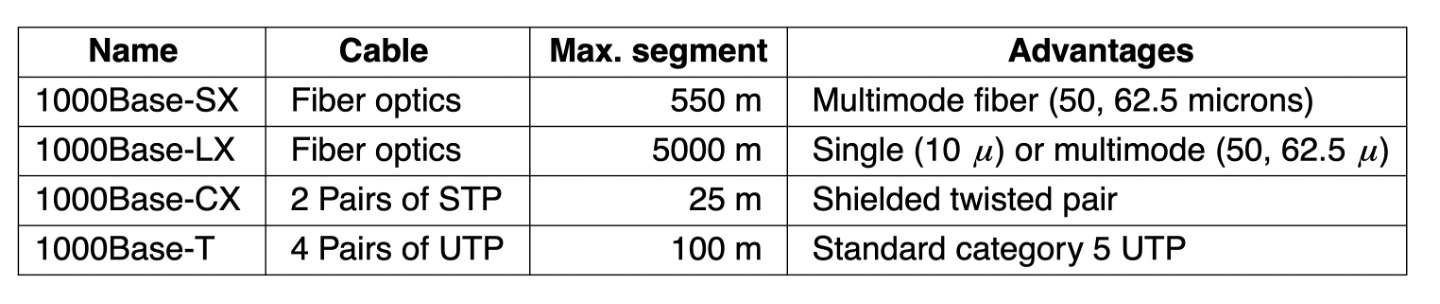 Name Cable Max. segment Advantages
1000Base-SX Fiber optics 550 m Multimode fiber (50, 62.5 microns)
1000Base-LX Fiber optics 5000 m Single (10 μ) or multimode (50, 62.5 μ)
1000Base-CX 2 Pairs of STP 25 m Shielded twisted pair
1000Base-T 4 Pairs of UTP 100 m Standard category 5 UTP